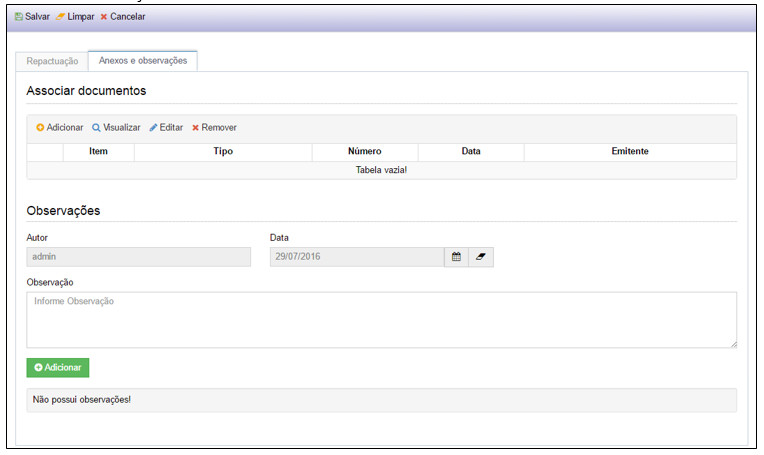 Salvar Limpar Cancelar
Repactuação Anexos e observações
Associar documentos
Adicionar Visualizar Editar Remover
Item Tipo Número Data Emitente
Tabela vazia!
Observações
Autor Data
admin 29/07/2016
Observação
Informe Observação
Adicionar
Não possui observações!